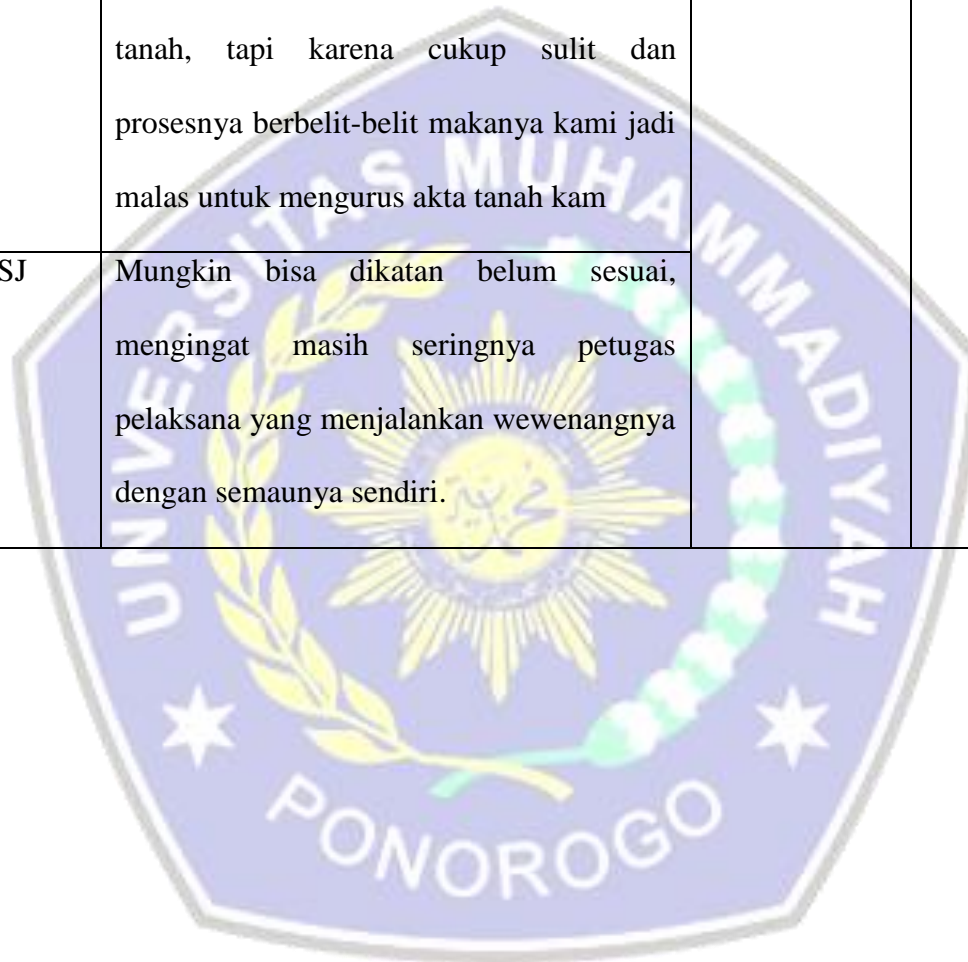 tanah, tapi karena cukup sulit dan
prosesnya berbelit-belit makanya kami jadi
malas untuk mengurus akta tanah kam
SJ
Mungkin bisa dikatan belum sesuai,
mengingat masih seringnya petugas
pelaksana yang menjalankan wewenangnya
dengan semaunya sendiri.
UNIVERSITAS MUHAMMADIYAH
PONOROGO